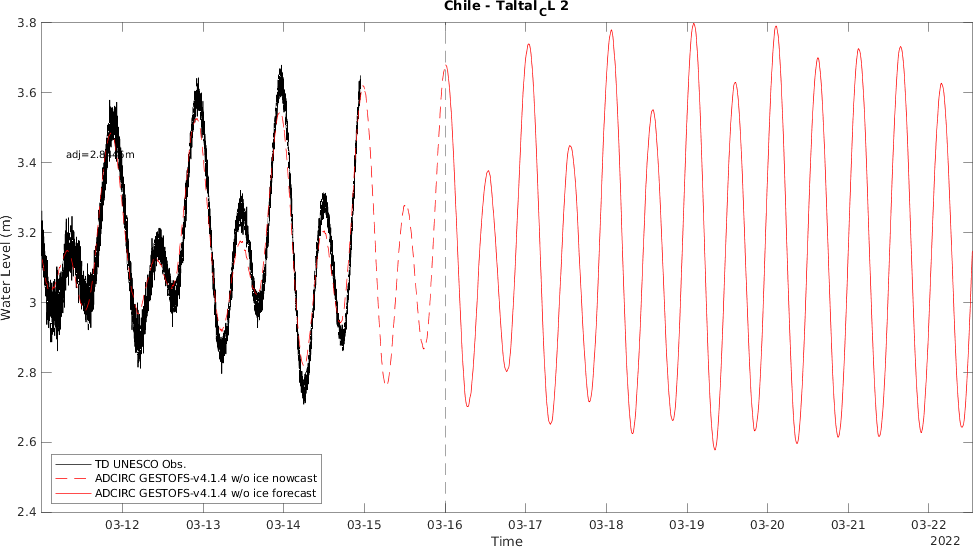 Chile - Taltal_CL 2
3.8
3.6
3.4
3.2
3
2.8
2.6
2.4
Water Level (m)
TD UNESCO Obs.
ADCIRC GESTOFS-v4.1.4 w/o ice nowcast
ADCIRC GESTOFS-v4.1.4 w/o ice forecast
03-12 03-13 03-14 03-15 03-16 03-17 03-18 03-19 03-20 03-21 03-22
Time
2022